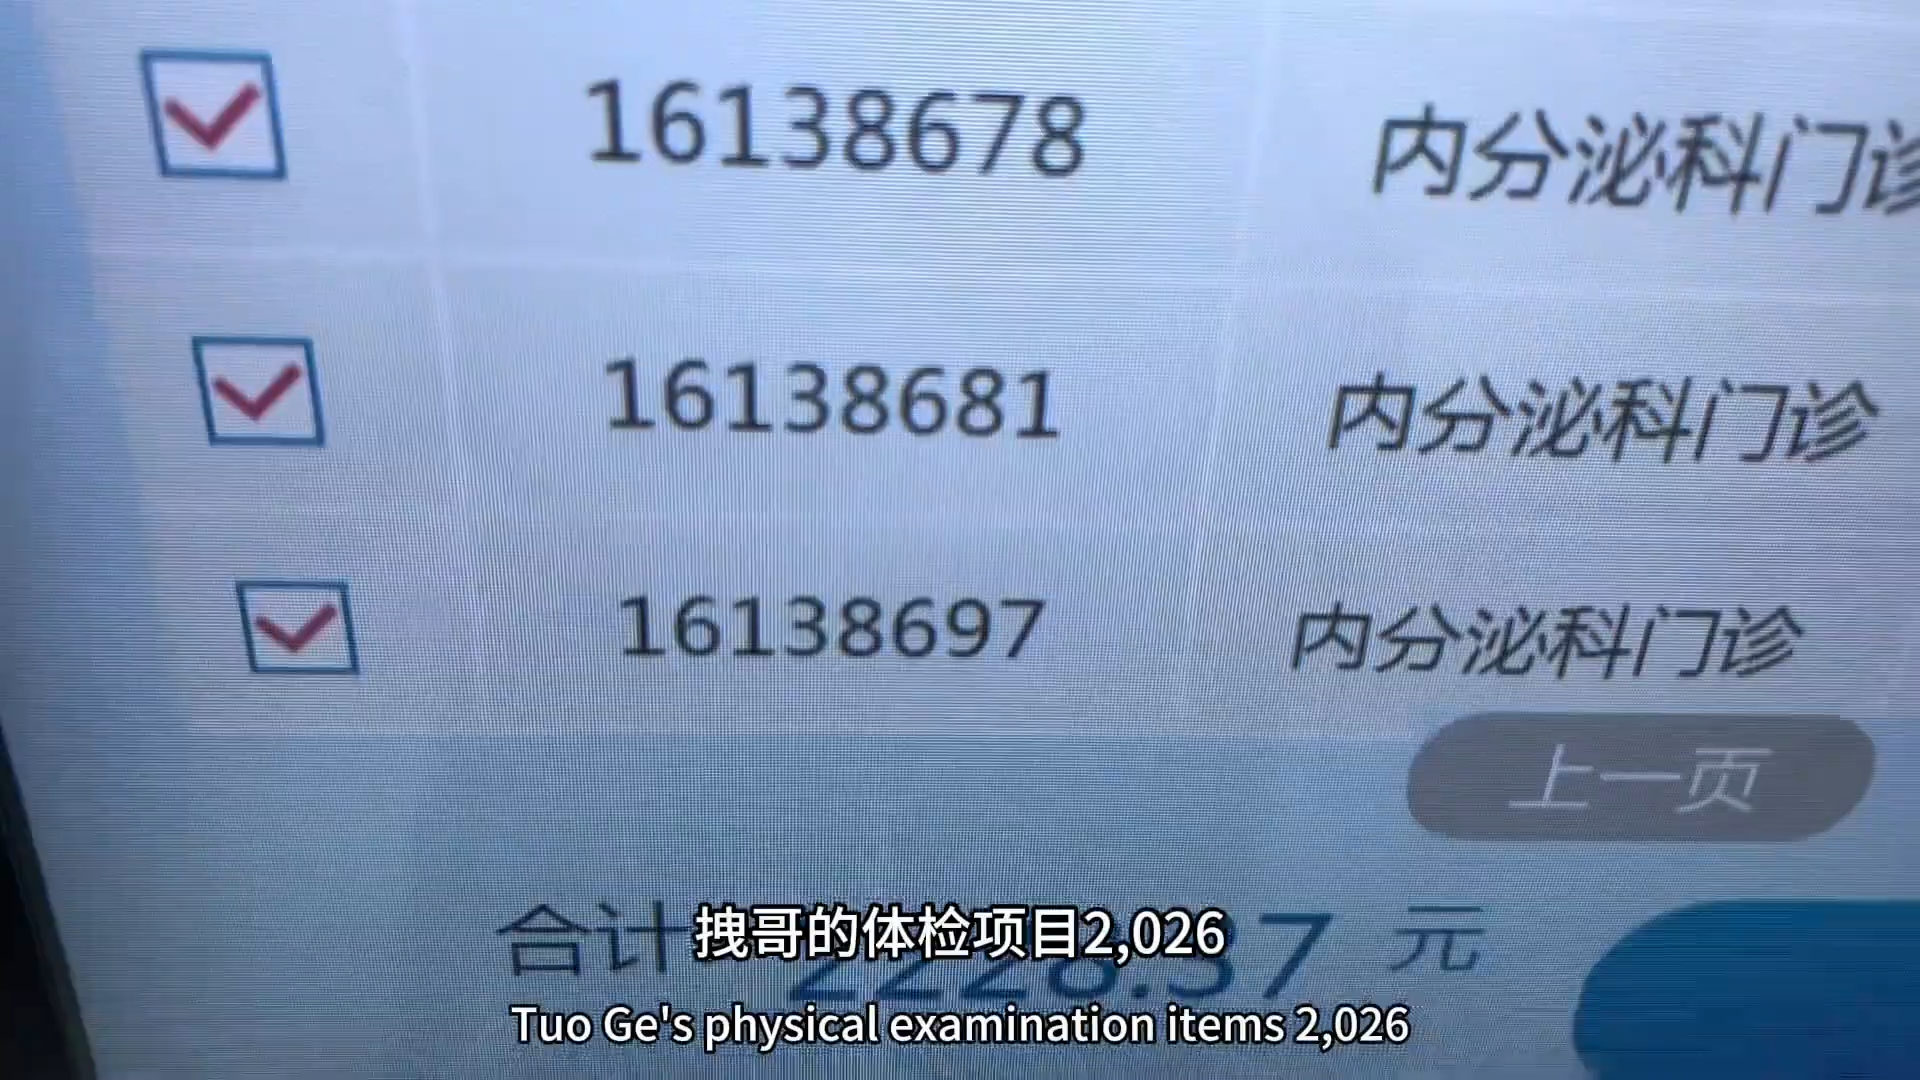 16138678 内分泌科门诊
16138681 内分泌科门诊
16138697 内分泌科门诊
上一页
合计 2228.37 元
拽哥的体检项目2,026
Tuo Ge's physical examination items 2,026